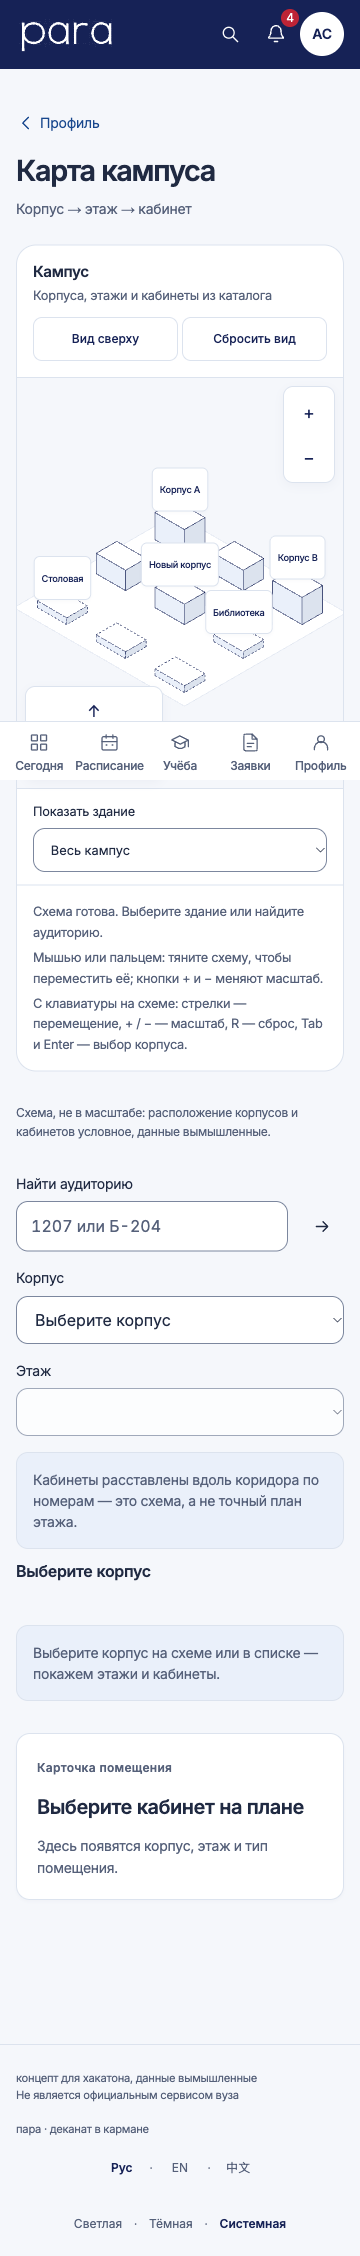 para
4
АС
Профиль
Карта кампуса
Корпус → этаж → кабинет
Кампус
Корпуса, этажи и кабинеты из каталога
Вид сверху
Сбросить вид
+
−
Корпус А
Новый корпус
Корпус В
Столовая
Библиотека
↑
Сегодня
Расписание
Учёба
Заявки
Профиль
Показать здание
Весь кампус
Схема готова. Выберите здание или найдите
аудиторию.
Мышью или пальцем: тяните схему, чтобы
переместить её; кнопки + и − меняют масштаб.
С клавиатуры на схеме: стрелки —
перемещение, + / − — масштаб, R — сброс, Tab
и Enter — выбор корпуса.
Схема, не в масштабе: расположение корпусов и
кабинетов условное, данные вымышленные.
Найти аудиторию
1207 или Б-204
→
Корпус
Выберите корпус
Этаж
Кабинеты расставлены вдоль коридора по
номерам — это схема, а не точный план
этажа.
Выберите корпус
Выберите корпус на схеме или в списке —
покажем этажи и кабинеты.
Карточка помещения
Выберите кабинет на плане
Здесь появятся корпус, этаж и тип
помещения.
концепт для хакатона, данные вымышленные
Не является официальным сервисом вуза
пара · деканат в кармане
Рус · EN · 中文
Светлая · Тёмная · Системная